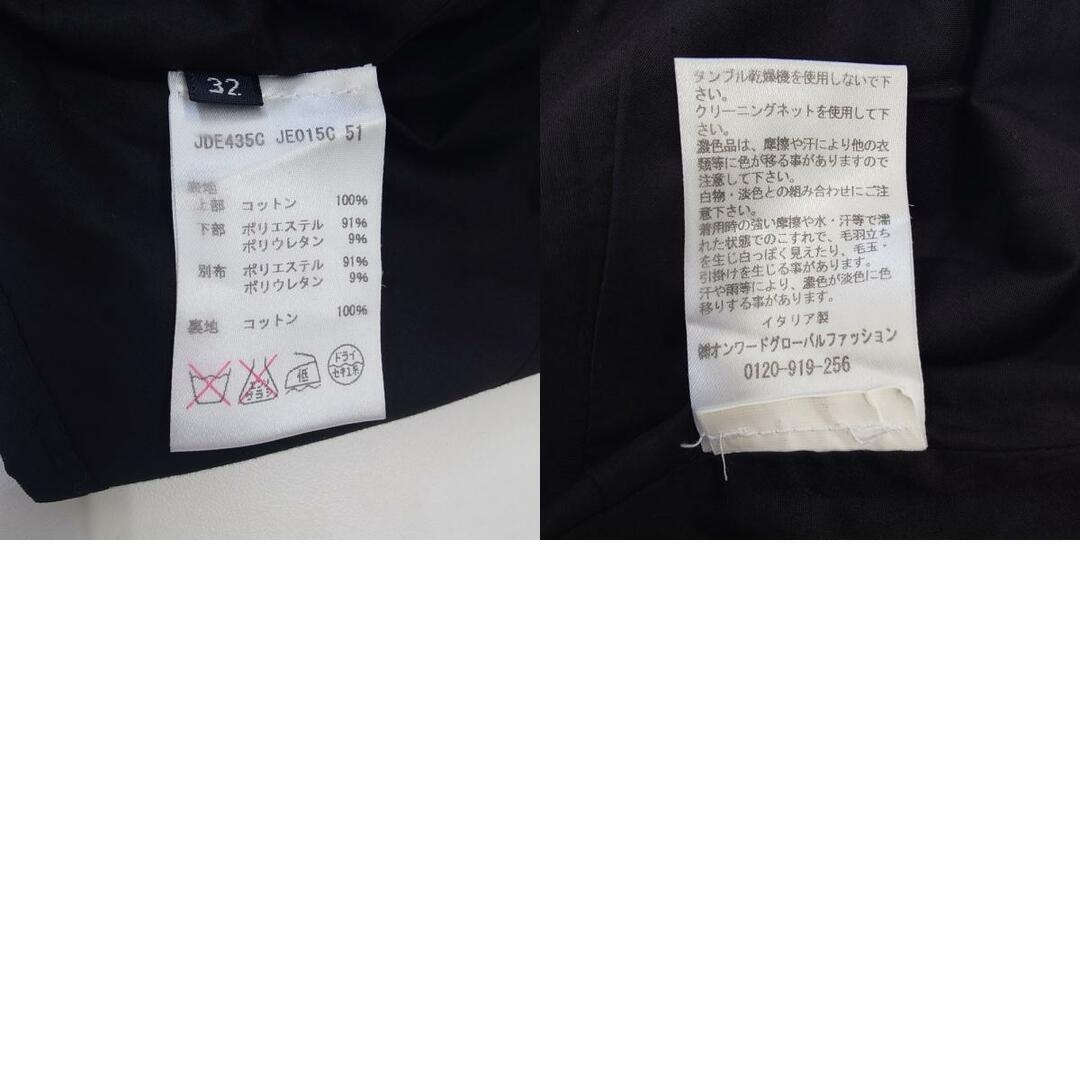 32
JDE435C JE015C 51
表地
上部 コットン 100%
下部 ポリエステル 91%
ポリウレタン 9%
別布 ポリエステル 91%
ポリウレタン 9%
裏地 コットン 100%
エンソ
サラシ
低
ドライ
セキユ系
タンブル乾燥機を使用しないで下
さい。
クリーニングネットを使用して下
さい。
濃色品は、摩擦や汗により他の衣
類等に色が移る事がありますので
注意して下さい。
白物・淡色との組み合わせにご注
意下さい。
着用時の強い摩擦や水・汗等で濡
れた状態でのこすれで、毛羽立ち
を生じ白っぽく見えたり、毛玉・
引掛けを生じる事があります。
汗や雨等により、濃色が淡色に色
移りする事があります。
イタリア製
㈱オンワードグローバルファッション
0120-919-256